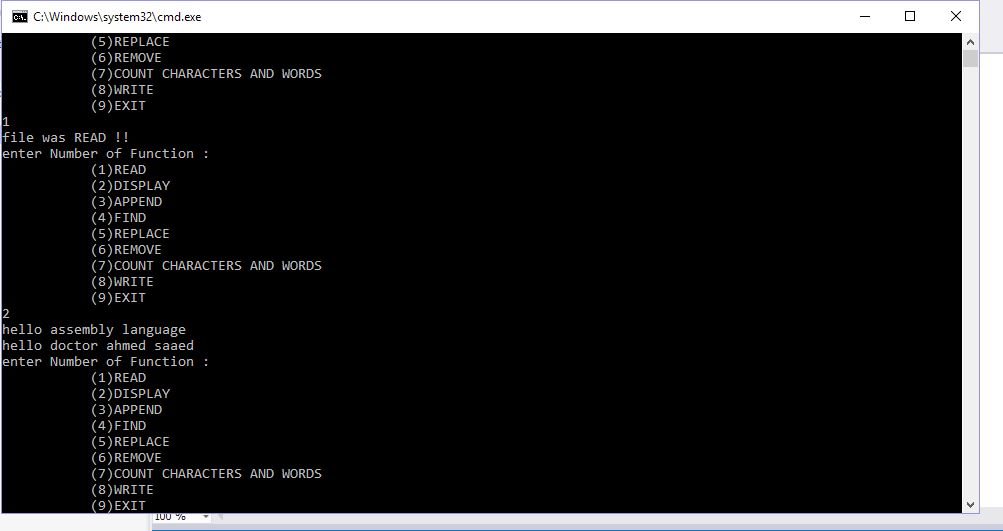 C:\Windows\system32\cmd.exe
(5)REPLACE
(6)REMOVE
(7)COUNT CHARACTERS AND WORDS
(8)WRITE
(9)EXIT
1
file was READ !!
enter Number of Function :
(1)READ
(2)DISPLAY
(3)APPEND
(4)FIND
(5)REPLACE
(6)REMOVE
(7)COUNT CHARACTERS AND WORDS
(8)WRITE
(9)EXIT
2
hello assembly language
hello doctor ahmed saaed
enter Number of Function :
(1)READ
(2)DISPLAY
(3)APPEND
(4)FIND
(5)REPLACE
(6)REMOVE
(7)COUNT CHARACTERS AND WORDS
(8)WRITE
(9)EXIT
100 %